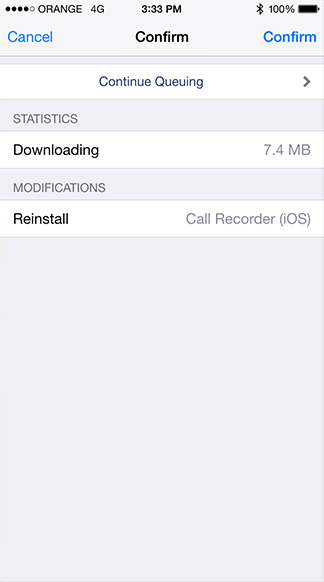 ORANGE 4G 3:33 PM 100%
Cancel Confirm Confirm
Continue Queuing
STATISTICS
Downloading 7.4 MB
MODIFICATIONS
Reinstall Call Recorder (iOS)